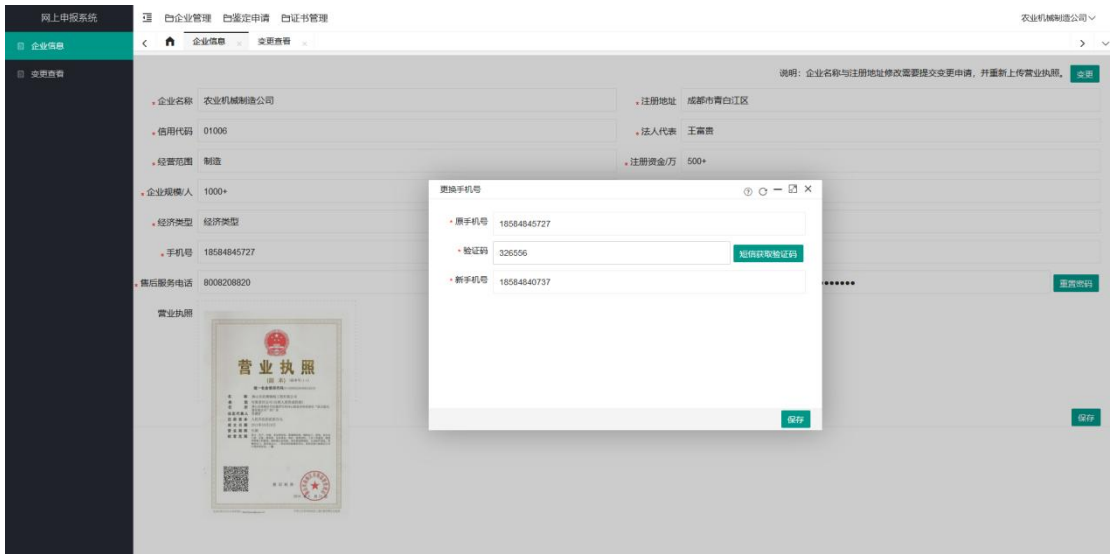 网上申报系统
企业管理 鉴定申请 证书管理
农业机械制造公司
企业信息
企业信息 变更查看
变更查看
说明：企业名称与注册地址修改需要提交变更申请，并重新上传营业执照。 变更
* 企业名称 农业机械制造公司
* 注册地址 成都市青白江区
* 信用代码 01006
* 法人代表 王富贵
* 经营范围 制造
* 注册资金/万 500+
* 企业规模/人 1000+
* 经济类型 经济类型
* 手机号 18584845727
* 售后服务电话 8008208820
•••••• 重置密码
营业执照
更换手机号
* 原手机号 18584845727
* 验证码 326556 短信获取验证码
* 新手机号 18584840737
保存
保存
营业执照